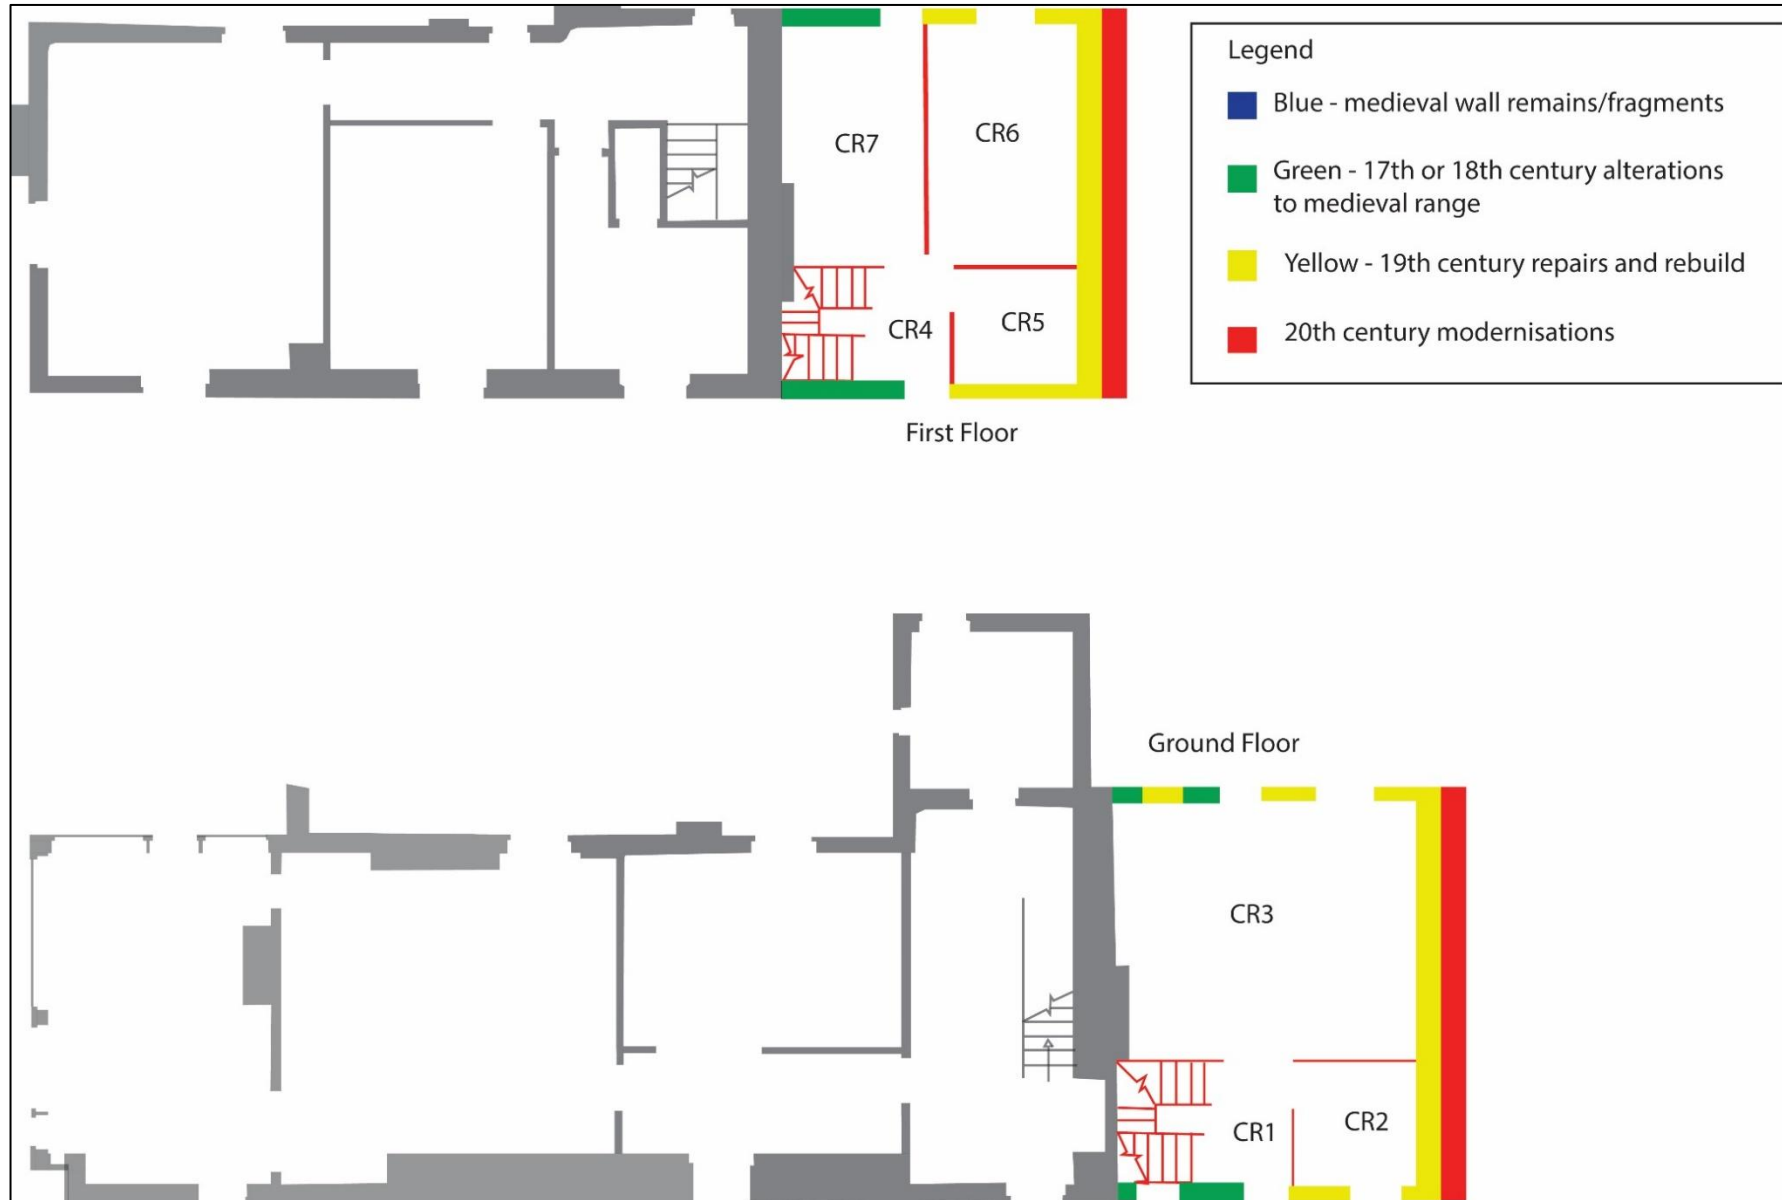 Legend
Blue - medieval wall remains/fragments
Green - 17th or 18th century alterations
to medieval range
Yellow - 19th century repairs and rebuild
20th century modernisations
CR7
CR6
CR4
CR5
First Floor
Ground Floor
CR3
CR1
CR2